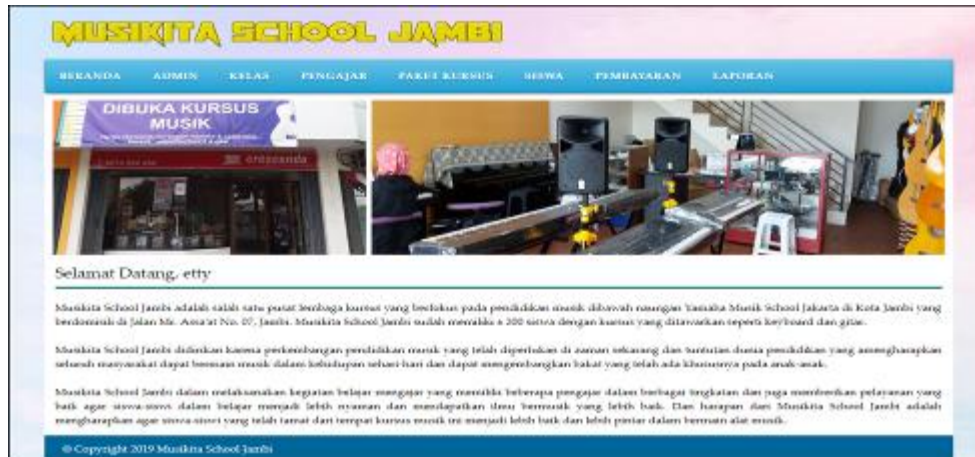 MUSIKITA SCHOOL JAMBI
BERANDA ADMIN KELAS PENGAJAR PAKET KURSUS SISWA PEMBAYARAN LAPORAN
DIBUKA KURSUS
MUSIK
Selamat Datang, etty
Musikita School Jambi adalah salah satu pusat lembaga kursus yang berfokus pada pendidikan musik dibawah naungan Yamaha Musik School Jakarta di Kota Jambi yang
berdomisili di Jalan Mr. Assa'at No. 07, Jambi. Musikita School Jambi sudah memiliki ± 200 siswa dengan kursus yang ditawarkan seperti keyboard dan gitar.
Musikita School Jambi didirikan karena perkembangan pendidikan musik yang telah diperlukan di zaman sekarang dan tuntutan dunia pendidikan yang mengharapkan
seluruh masyarakat dapat bermain musik dalam kehidupan sehari-hari dan dapat mengembangkan bakat yang telah ada khususnya pada anak-anak.
Musikita School Jambi dalam melaksanakan kegiatan belajar mengajar yang memiliki beberapa pengajar dalam berbagai tingkatan dan juga memberikan pelayanan yang
baik agar siswa-siswi dalam belajar menjadi lebih nyaman dan mendapatkan ilmu bermusik yang lebih baik. Dan harapan dari Musikita School Jambi adalah
mengharapkan agar siswa-siswi yang telah tamat dari tempat kursus musik ini menjadi lebih baik dan lebih pintar dalam bermain alat musik.
© Copyright 2019 Musikita School Jambi